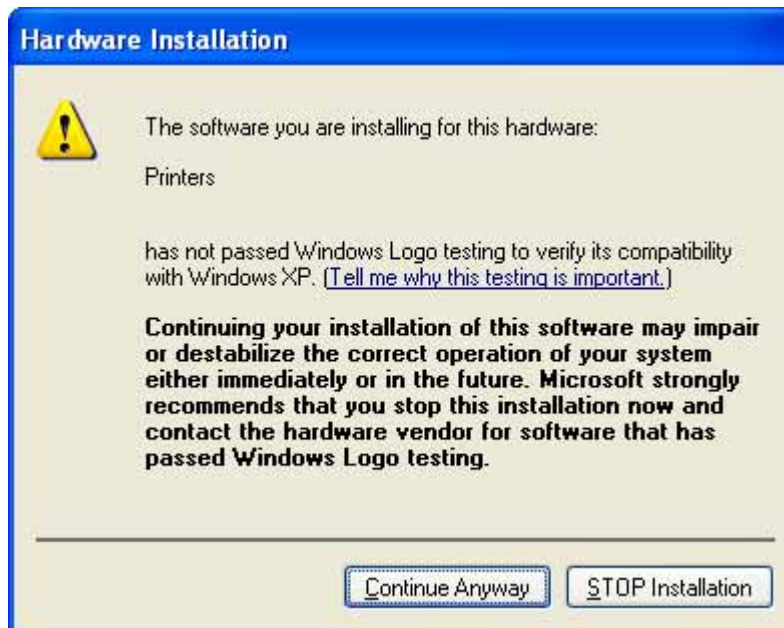 Hardware Installation
The software you are installing for this hardware:
Printers
has not passed Windows Logo testing to verify its compatibility
with Windows XP. (Tell me why this testing is important.)
Continuing your installation of this software may impair
or destabilize the correct operation of your system
either immediately or in the future. Microsoft strongly
recommends that you stop this installation now and
contact the hardware vendor for software that has
passed Windows Logo testing.
Continue Anyway
STOP Installation